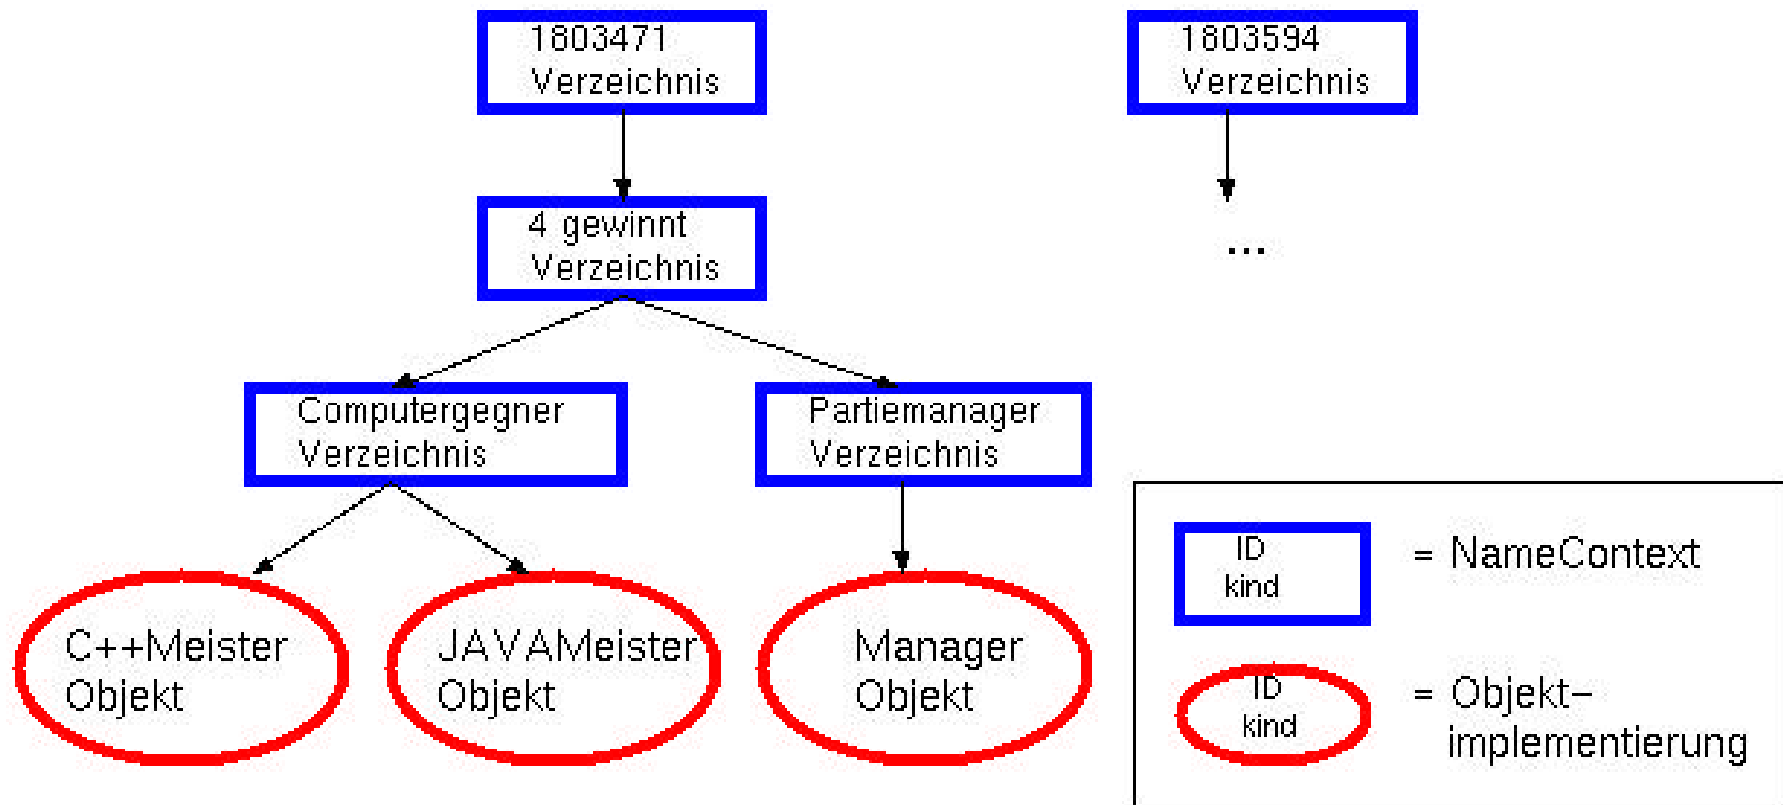 1803471
Verzeichnis
1803594
Verzeichnis
4 gewinnt
Verzeichnis
...
Computergegner
Verzeichnis
Partiemanager
Verzeichnis
C++Meister
Objekt
JAVAMeister
Objekt
Manager
Objekt
ID
kind
= NameContext
ID
kind
= Objekt-
implementierung